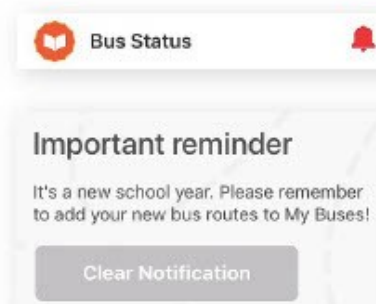 Bus Status
Important reminder
It's a new school year. Please remember
to add your new bus routes to My Buses!
Clear Notification